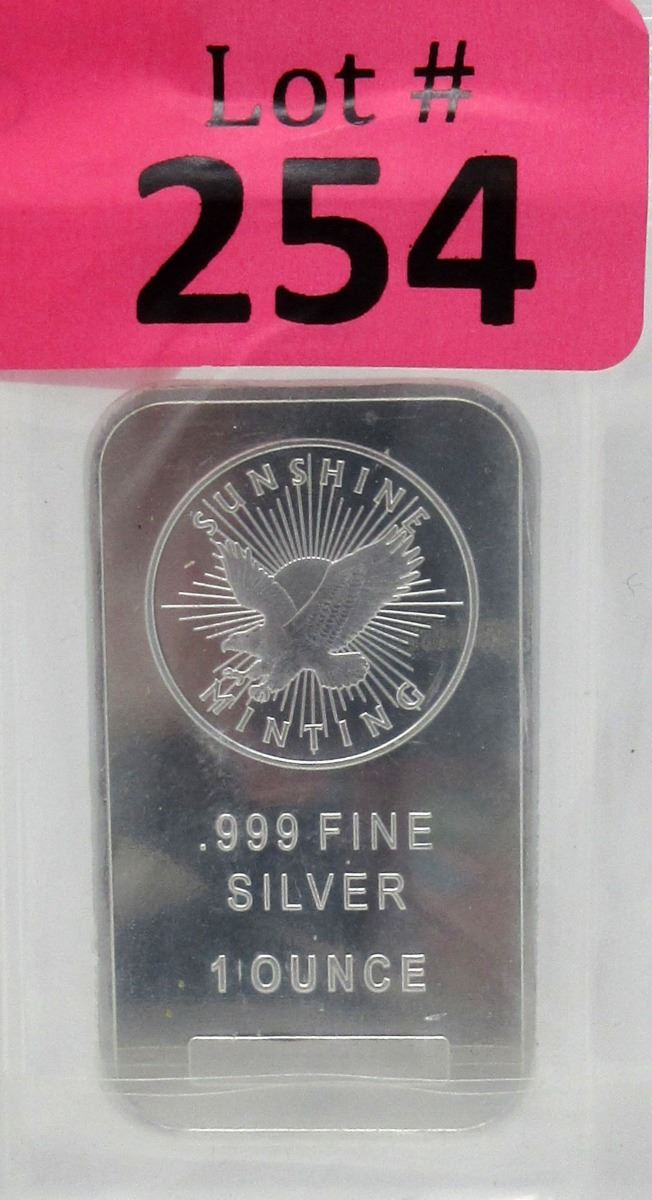 Lot #
254
SUNSHINE
MINTING
.999 FINE
SILVER
1 OUNCE